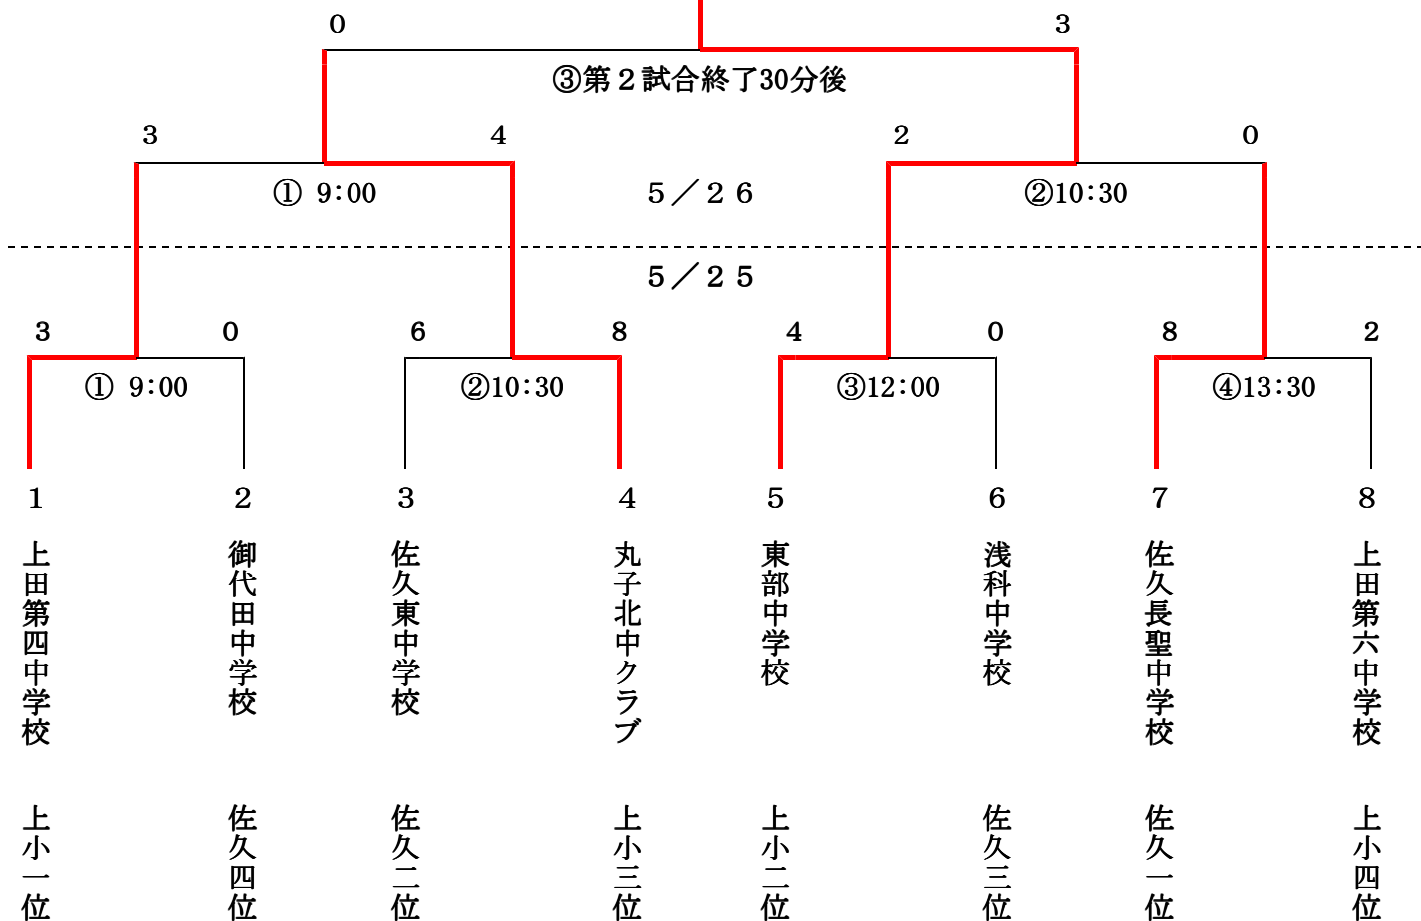 ０ ３
③第２試合終了30分後
３ ４ ２ ０
① 9:00 ５／２６ ②10:30
５／２５
３ ０ ６ ８ ４ ０ ８ ２
① 9:00 ②10:30 ③12:00 ④13:30
１ ２ ３ ４ ５ ６ ７ ８
上田第四中学校
御代田中学校
佐久東中学校
丸子北中クラブ
東部中学校
浅科中学校
佐久長聖中学校
上田第六中学校
上小一位
佐久四位
佐久二位
上小三位
上小二位
佐久三位
佐久一位
上小四位